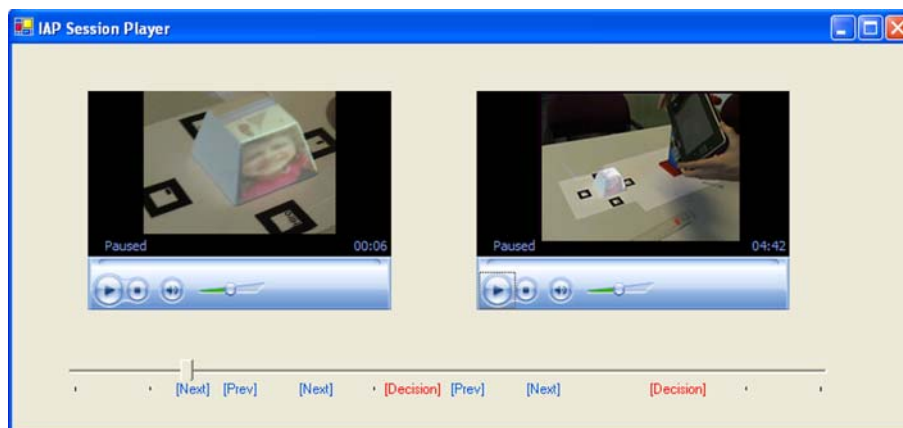 IAP Session Player
Paused 00:06
Paused 04:42
[Next] [Prev] [Next] [Decision] [Prev] [Next] [Decision]